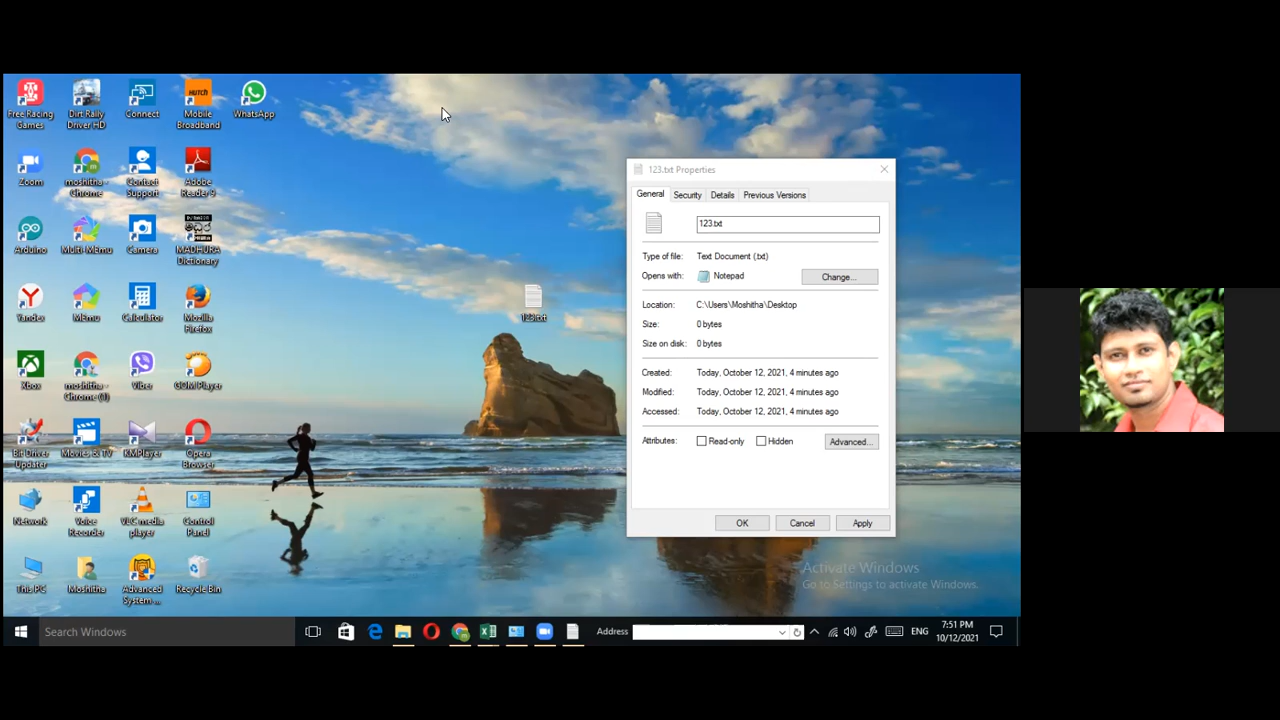 Free Racing
Games
Dirt Rally
Driver HD
Connect
HUTCH
Mobile
Broadband
WhatsApp
Zoom
moshitha -
Chrome
Contact
Support
Adobe
Reader 9
Arduino
Multi-Memu
Camera
මධුර
MADHURA
Dictionary
Yandex
Memu
Calculator
Mozilla
Firefox
Xbox
moshitha -
Chrome (1)
Viber
GOM Player
Bit Driver
Updater
Movies & TV
KMPlayer
Opera
Browser
Network
Voice
Recorder
VLC media
player
Control
Panel
This PC
Moshitha
Advanced
System ...
Recycle Bin
123.txt
123.txt Properties
General Security Details Previous Versions
123.txt
Type of file: Text Document (.txt)
Opens with: Notepad Change...
Location: C:\Users\Moshitha\Desktop
Size: 0 bytes
Size on disk: 0 bytes
Created: Today, October 12, 2021, 4 minutes ago
Modified: Today, October 12, 2021, 4 minutes ago
Accessed: Today, October 12, 2021, 4 minutes ago
Attributes: Read-only Hidden Advanced...
OK Cancel Apply
Activate Windows
Go to Settings to activate Windows.
Search Windows
Address
ENG
7:51 PM
10/12/2021